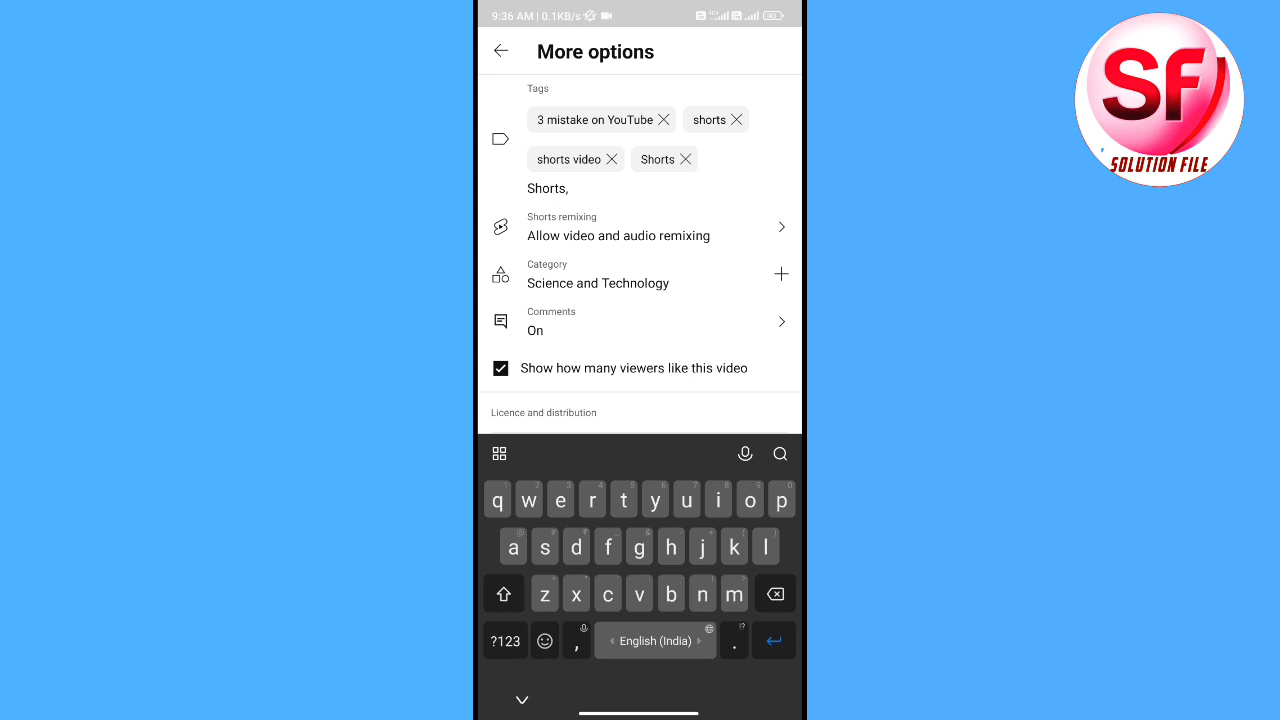 9:36 AM | 0.1KB/s
More options
Tags
3 mistake on YouTube
shorts
shorts video
Shorts
Shorts,
Shorts remixing
Allow video and audio remixing
Category
Science and Technology
Comments
On
Show how many viewers like this video
Licence and distribution
q w e r t y u i o p
a s d f g h j k l
z x c v b n m
?123 , English (India) . !?
SF
SOLUTION FILE